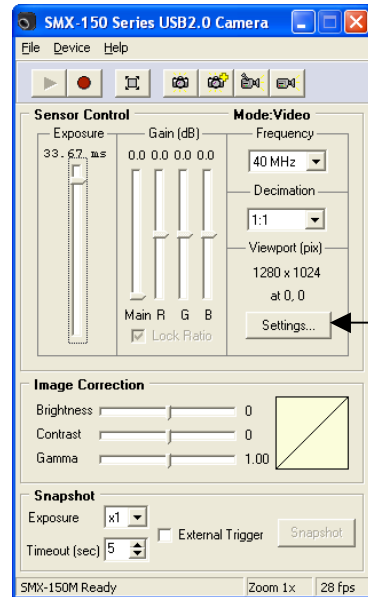 SMX-150 Series USB2.0 Camera
File Device Help
Sensor Control Mode:Video
Exposure Gain (dB) Frequency
33.67 ms 0.0 0.0 0.0 0.0
40 MHz
Decimation
1:1
Viewport (pix)
1280 x 1024
at 0, 0
Main R G B
Settings...
Lock Ratio
Image Correction
Brightness 0
Contrast 0
Gamma 1.00
Snapshot
Exposure x1
External Trigger Snapshot
Timeout (sec) 5
SMX-150M Ready Zoom 1x 28 fps